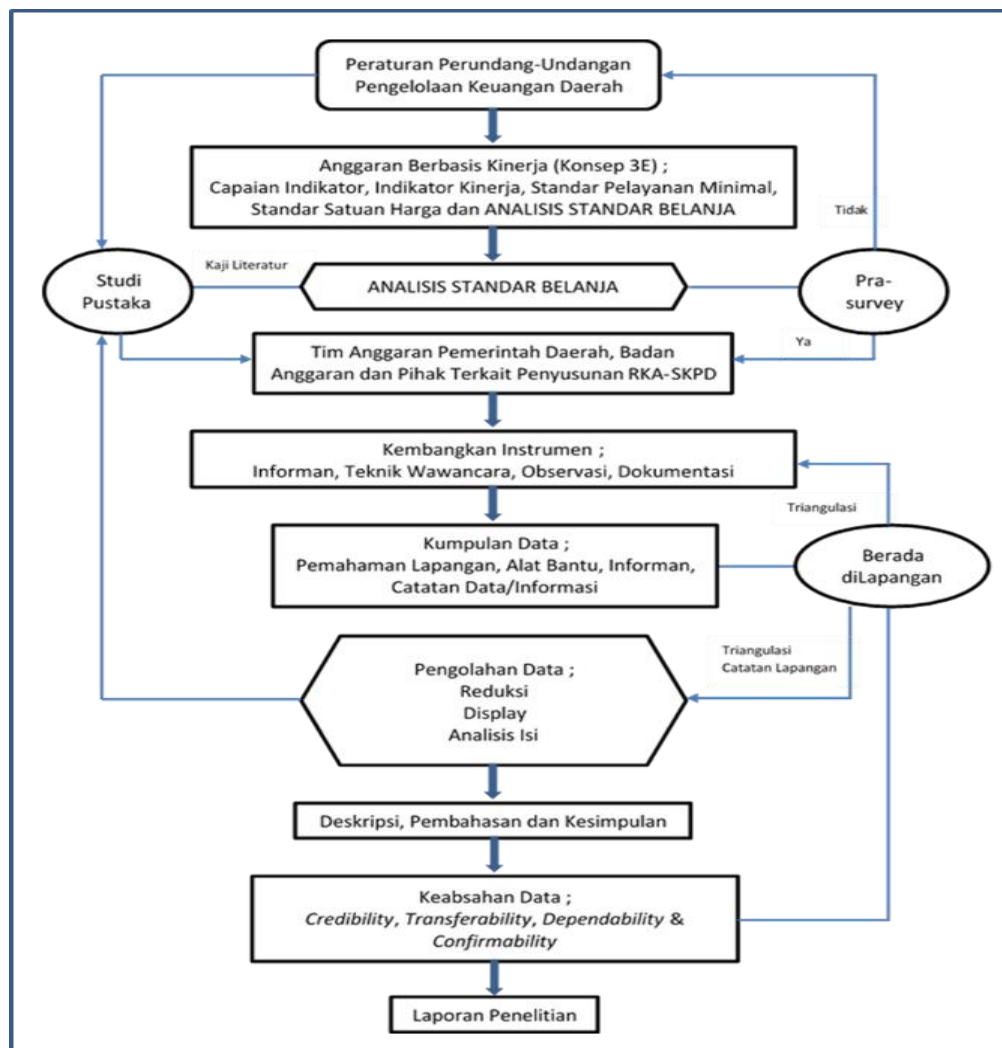 Peraturan Perundang-Undangan
Pengelolaan Keuangan Daerah
Anggaran Berbasis Kinerja (Konsep 3E) ;
Capaian Indikator, Indikator Kinerja, Standar Pelayanan Minimal,
Standar Satuan Harga dan ANALISIS STANDAR BELANJA
Tidak
Studi
Pustaka
Kaji Literatur
ANALISIS STANDAR BELANJA
Pra-
survey
Ya
Tim Anggaran Pemerintah Daerah, Badan
Anggaran dan Pihak Terkait Penyusunan RKA-SKPD
Kembangkan Instrumen ;
Informan, Teknik Wawancara, Observasi, Dokumentasi
Triangulasi
Kumpulan Data ;
Pemahaman Lapangan, Alat Bantu, Informan,
Catatan Data/Informasi
Berada
diLapangan
Triangulasi
Catatan Lapangan
Pengolahan Data ;
Reduksi
Display
Analisis Isi
Deskripsi, Pembahasan dan Kesimpulan
Keabsahan Data ;
Credibility, Transferability, Dependability &
Confirmability
Laporan Penelitian